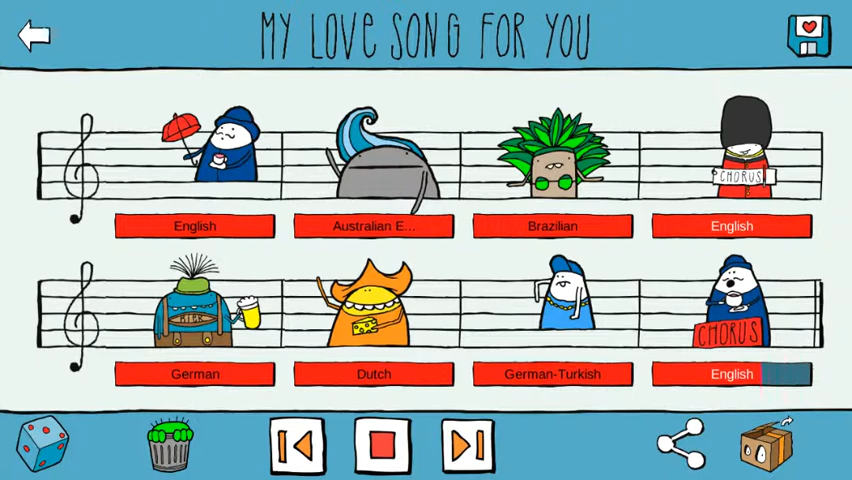 MY LOVE SONG FOR YOU
CHORUS
English
Australian E...
Brazilian
English
BIER
CHORUS
German
Dutch
German-Turkish
English